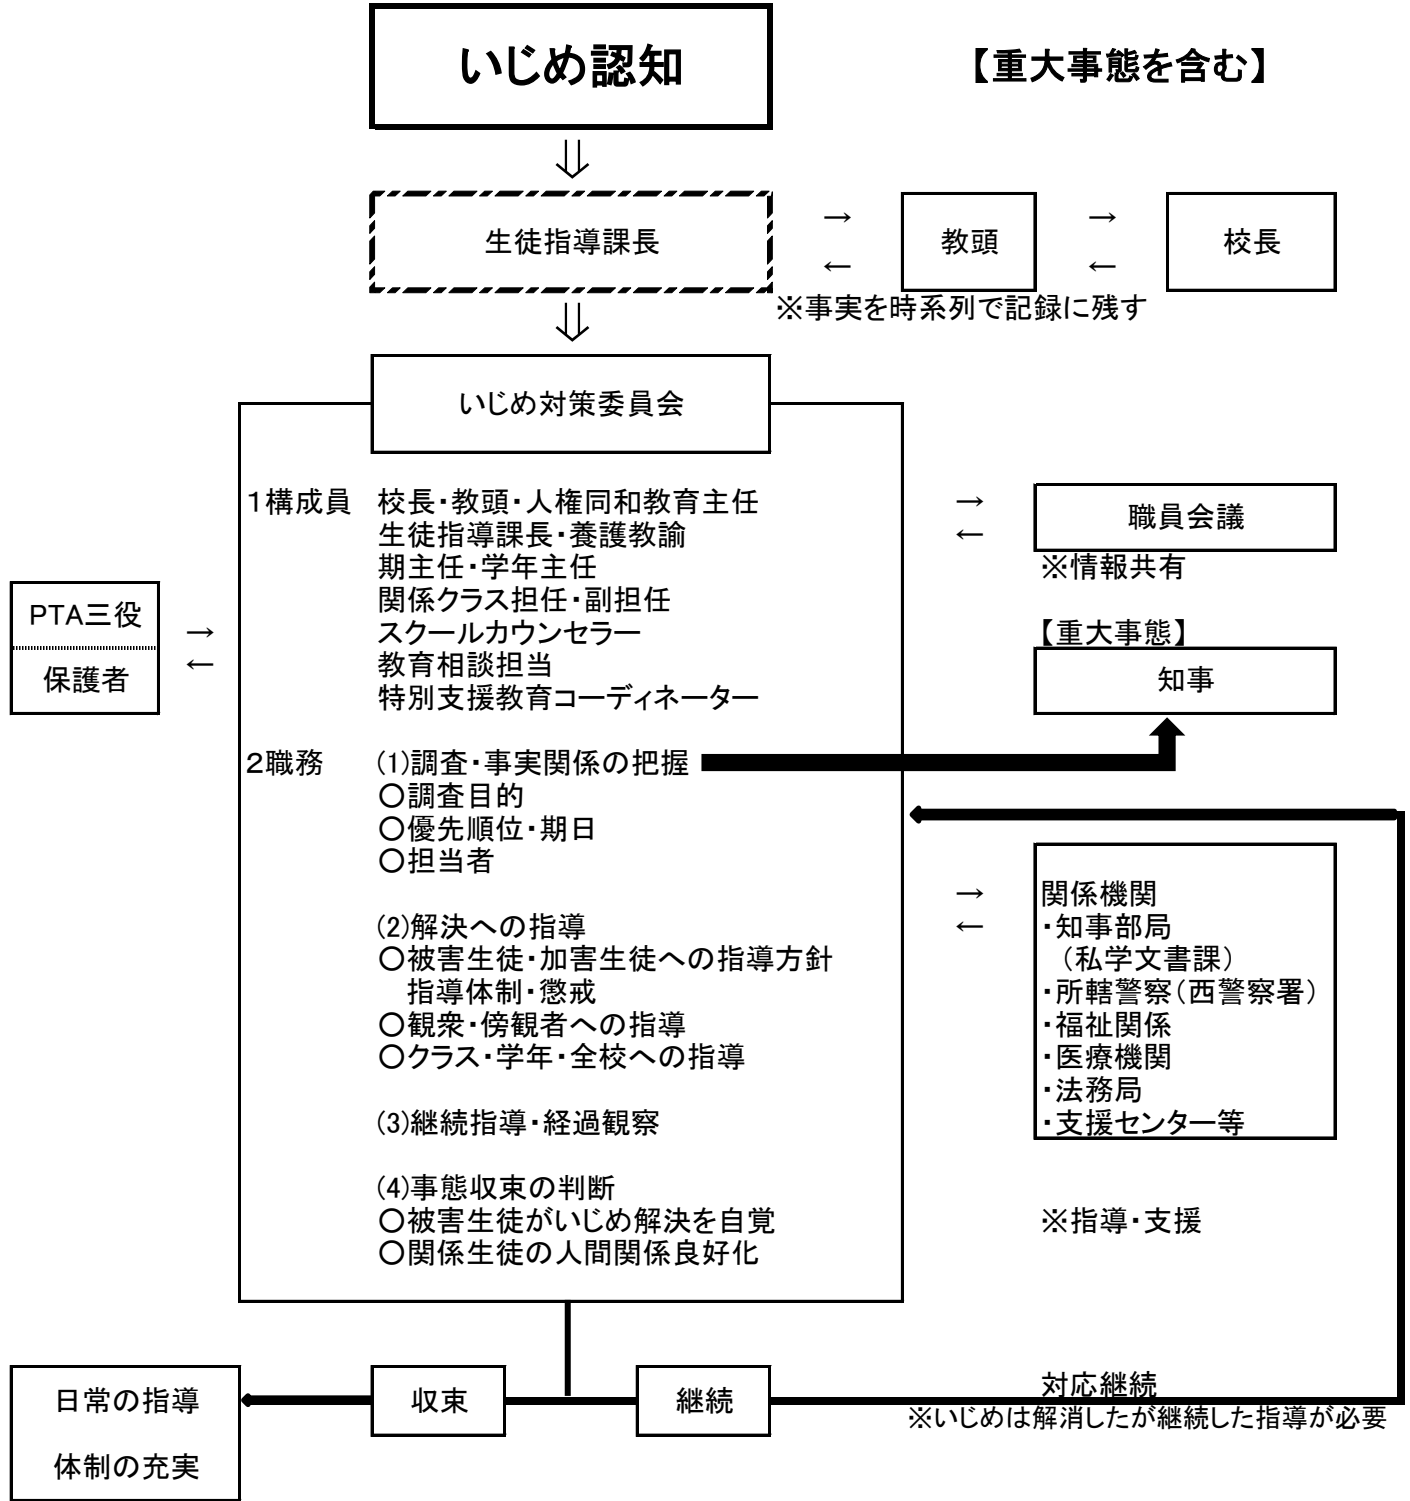 いじめ認知
【重大事態を含む】
⇓
生徒指導課長
→
←
教頭
→
←
校長
※事実を時系列で記録に残す
⇓
いじめ対策委員会
1構成員 校長・教頭・人権同和教育主任
生徒指導課長・養護教諭
期主任・学年主任
関係クラス担任・副担任
スクールカウンセラー
教育相談担当
特別支援教育コーディネーター
→
←
職員会議
※情報共有
PTA三役
保護者
→
←
【重大事態】
知事
2職務 (1)調査・事実関係の把握
○調査目的
○優先順位・期日
○担当者
(2)解決への指導
○被害生徒・加害生徒への指導方針
指導体制・懲戒
○観衆・傍観者への指導
○クラス・学年・全校への指導
(3)継続指導・経過観察
(4)事態収束の判断
○被害生徒がいじめ解決を自覚
○関係生徒の人間関係良好化
→
←
関係機関
・知事部局
（私学文書課）
・所轄警察（西警察署）
・福祉関係
・医療機関
・法務局
・支援センター等
※指導・支援
収束
継続
対応継続
※いじめは解消したが継続した指導が必要
日常の指導
体制の充実